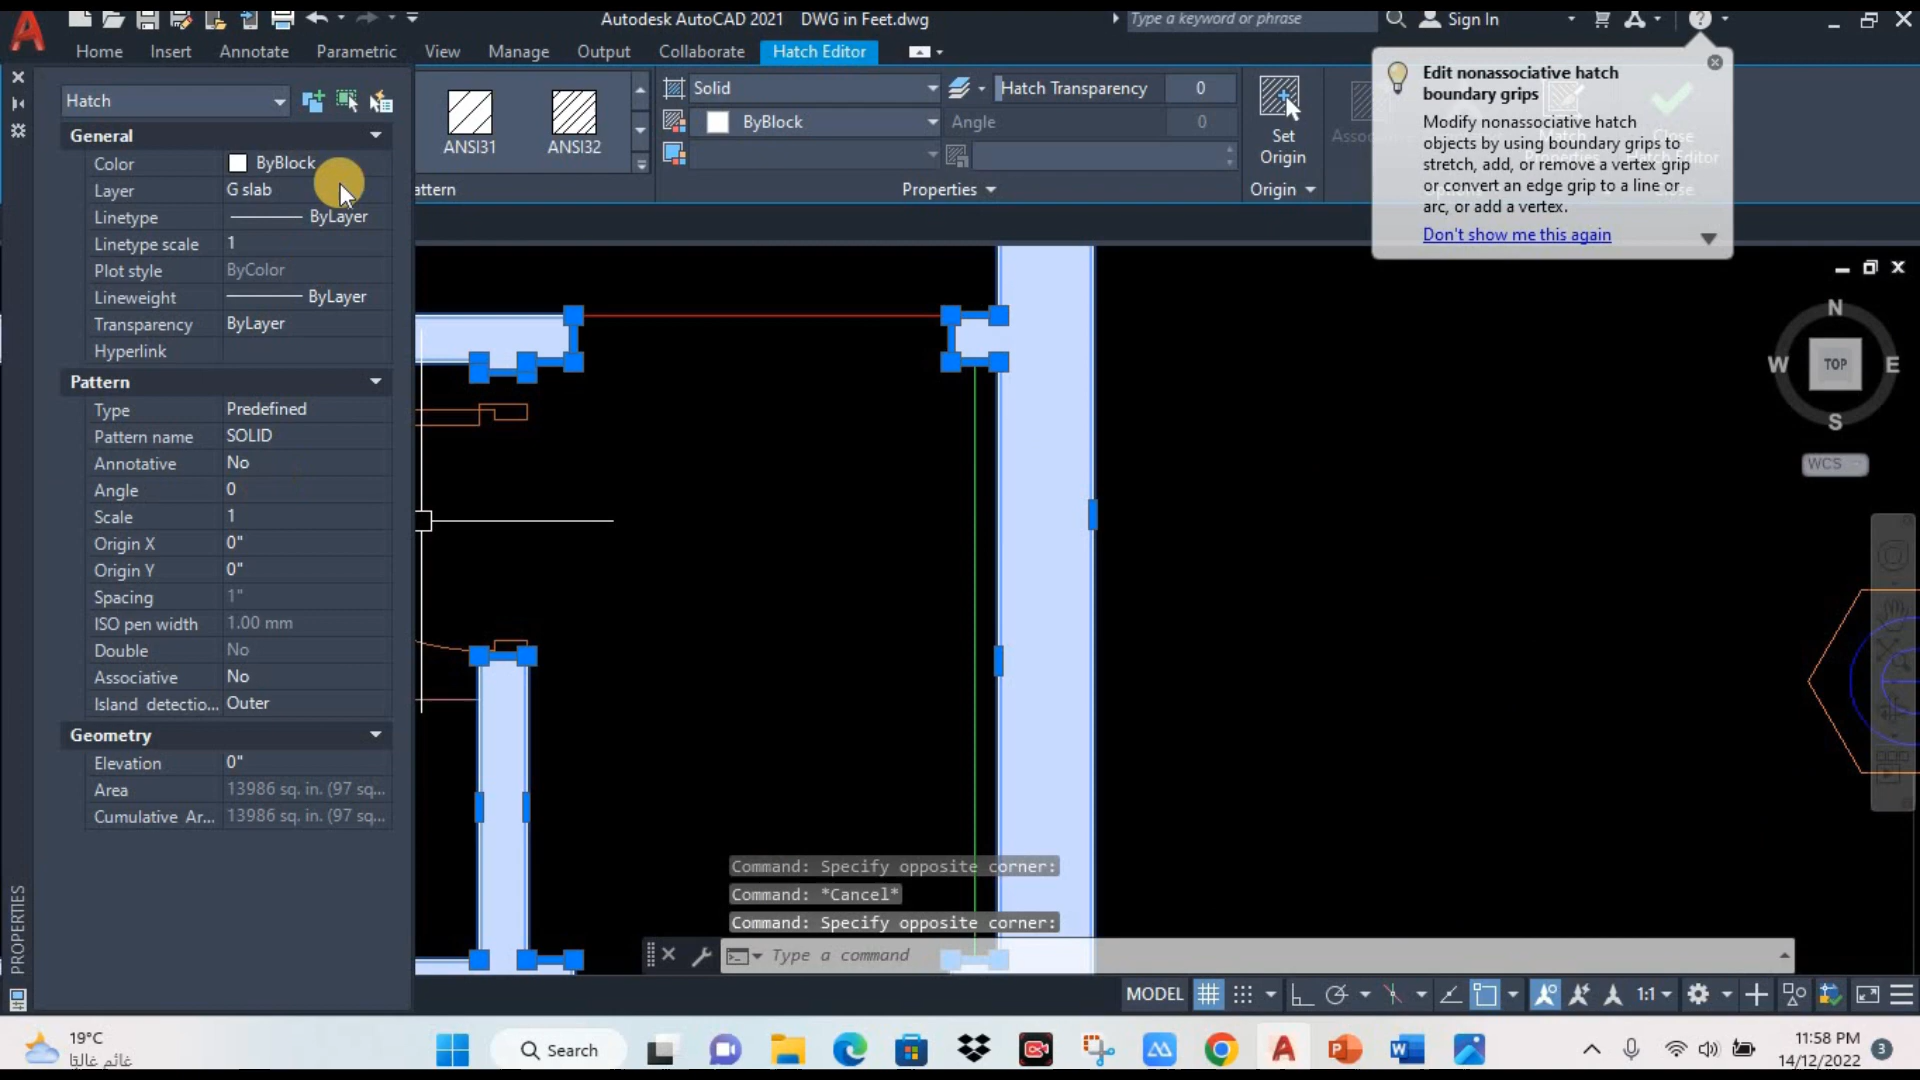 Autodesk AutoCAD 2021 DWG in Feet.dwg
Type a keyword or phrase
Sign In
Home Insert Annotate Parametric View Manage Output Collaborate Hatch Editor
Hatch
General
Color ByBlock
Layer G slab
Linetype ByLayer
Linetype scale 1
Plot style ByColor
Lineweight ByLayer
Transparency ByLayer
Hyperlink
Pattern
Type Predefined
Pattern name SOLID
Annotative No
Angle 0
Scale 1
Origin X 0"
Origin Y 0"
Spacing 1"
ISO pen width 1.00 mm
Double No
Associative No
Island detectio... Outer
Geometry
Elevation 0"
Area 13986 sq. in. (97 sq...
Cumulative Ar... 13986 sq. in. (97 sq...
PROPERTIES
ANSI31 ANSI32
attern
Solid
ByBlock
Hatch Transparency 0
Angle 0
Properties
Set
Origin
Origin
Edit nonassociative hatch
boundary grips
Modify nonassociative hatch
objects by using boundary grips to
stretch, add, or remove a vertex grip
or convert an edge grip to a line or
arc, or add a vertex.
Don't show me this again
N
W TOP E
S
WCS
Command: Specify opposite corner:
Command: *Cancel*
Command: Specify opposite corner:
Type a command
MODEL 1:1
19°C
غائم غالبًا
Search
11:58 PM
14/12/2022
3